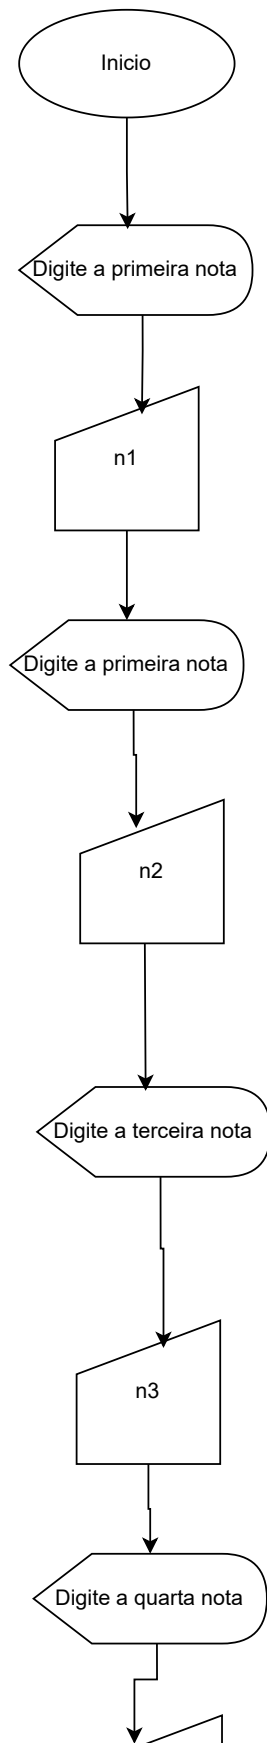 Inicio
Digite a primeira nota
n1
Digite a primeira nota
n2
Digite a terceira nota
n3
Digite a quarta nota